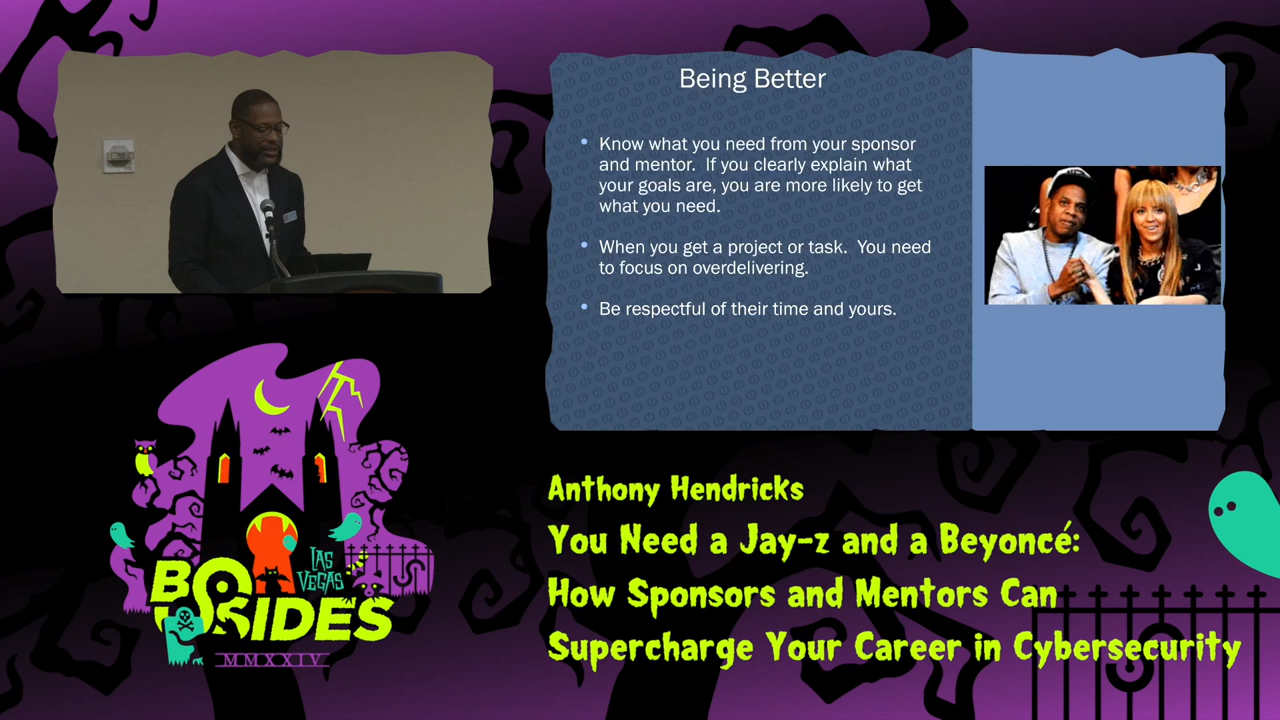 Being Better
• Know what you need from your sponsor
and mentor. If you clearly explain what
your goals are, you are more likely to get
what you need.
• When you get a project or task. You need
to focus on overdelivering.
• Be respectful of their time and yours.
BSIDES
LAS
VEGAS
MMXXIV
Anthony Hendricks
You Need a Jay-z and a Beyoncé:
How Sponsors and Mentors Can
Supercharge Your Career in Cybersecurity